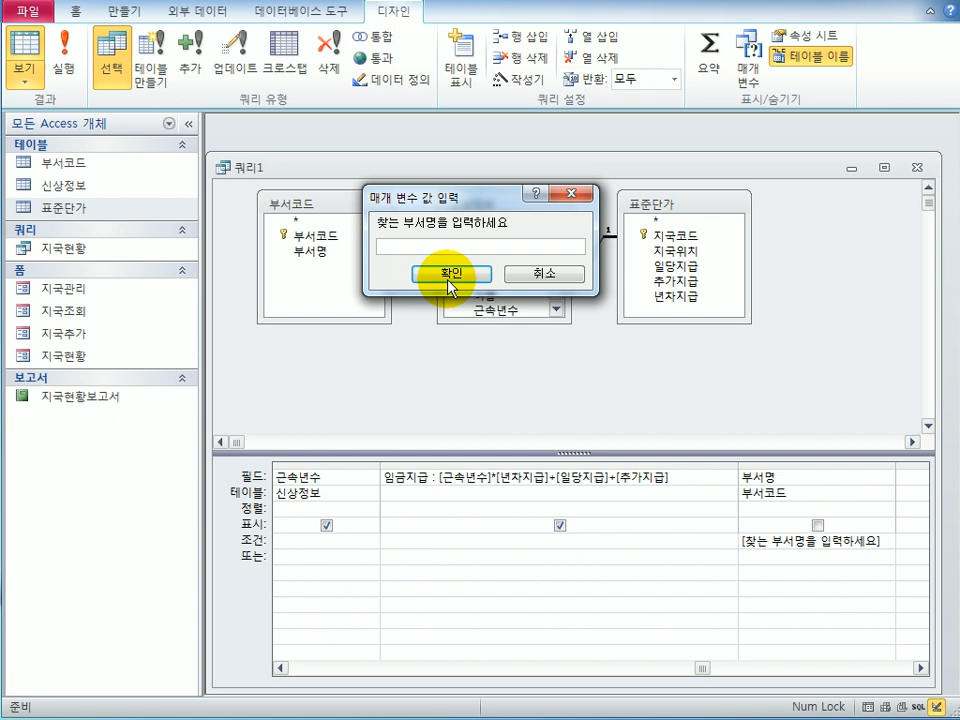 파일 홈 만들기 외부 데이터 데이터베이스 도구 디자인
보기 실행 선택 테이블 만들기 추가 업데이트 크로스탭 삭제
통합
통과
데이터 정의
테이블 표시
행 삽입
행 삭제
작성기
열 삽입
열 삭제
반환: 모두
요약
매개 변수
속성 시트
테이블 이름
결과 쿼리 유형 쿼리 설정 표시/숨기기
모든 Access 개체
테이블
부서코드
신상정보
표준단가
쿼리
지국현황
폼
지국관리
지국조회
지국추가
지국현황
보고서
지국현황보고서
쿼리1
부서코드
*
부서코드
부서명
매개 변수 값 입력
찾는 부서명을 입력하세요
확인 취소
근속년수
1
표준단가
*
지국코드
지국위치
일당지급
추가지급
년차지급
필드: 근속년수 임금지급 : [근속년수]*[년차지급]+[일당지급]+[추가지급] 부서명
테이블: 신상정보 부서코드
정렬:
표시:
조건: [찾는 부서명을 입력하세요]
또는:
준비 Num Lock SQL